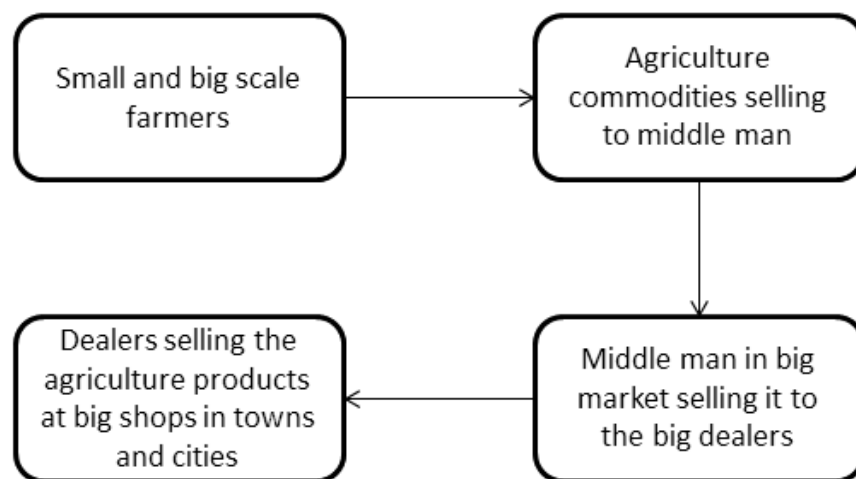 Small and big scale
farmers
Agriculture
commodities selling
to middle man
Middle man in big
market selling it to
the big dealers
Dealers selling the
agriculture products
at big shops in towns
and cities